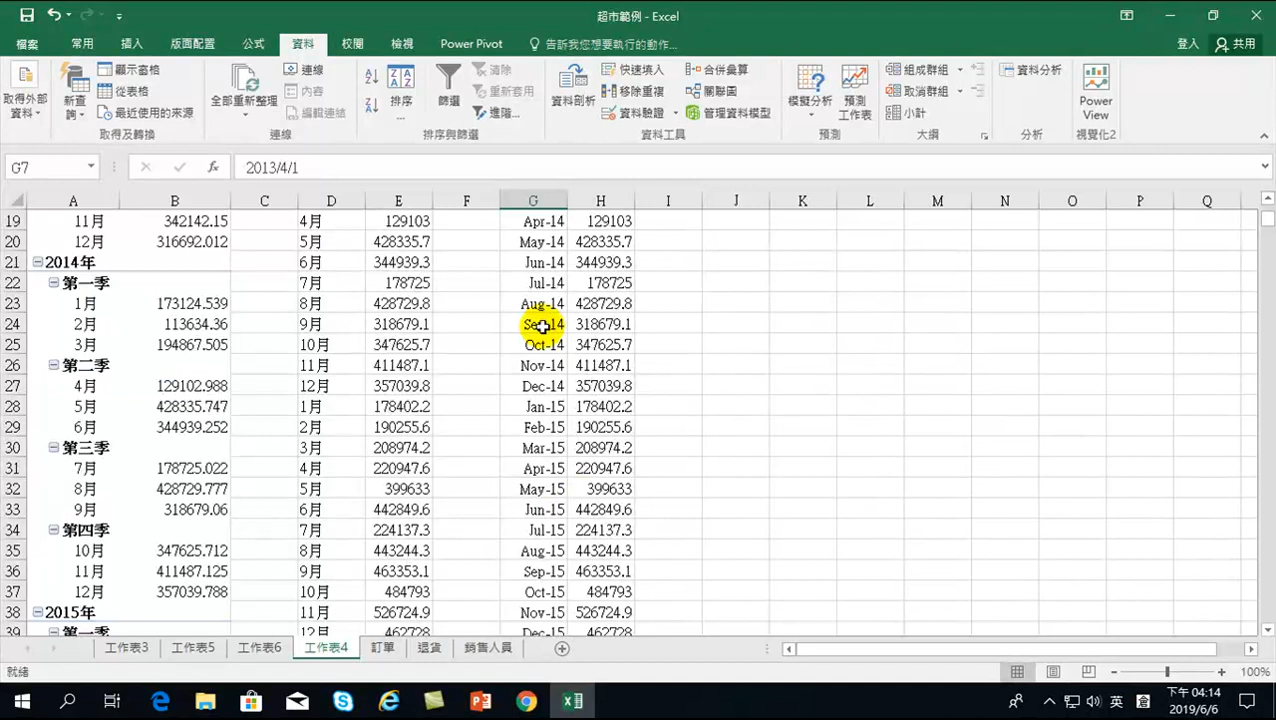 超市範例 - Excel
檔案 常用 插入 版面配置 公式 資料 校閱 檢視 Power Pivot 告訴我您想要執行的動作... 登入 共用
取得外部資料 新查詢 顯示窗格 從表格 最近使用的來源 全部重新整理 連線 內容 編輯連結 排序... 篩選 清除 重新套用 進階... 資料剖析 快速填入 移除重複 資料驗證 合併彙算 關聯圖 管理資料模型 模擬分析 預測工作表 組成群組 取消群組 小計 資料分析 Power View
取得及轉換 連線 排序與篩選 資料工具 預測 大綱 分析 視覺化2
G7 fx 2013/4/1
A B C D E F G H I J K L M N O P Q
19 11月 342142.15 4月 129103 Apr-14 129103
20 12月 316692.012 5月 428335.7 May-14 428335.7
21 2014年 6月 344939.3 Jun-14 344939.3
22 第一季 7月 178725 Jul-14 178725
23 1月 173124.539 8月 428729.8 Aug-14 428729.8
24 2月 113634.36 9月 318679.1 Sep-14 318679.1
25 3月 194867.505 10月 347625.7 Oct-14 347625.7
26 第二季 11月 411487.1 Nov-14 411487.1
27 4月 129102.988 12月 357039.8 Dec-14 357039.8
28 5月 428335.747 1月 178402.2 Jan-15 178402.2
29 6月 344939.252 2月 190255.6 Feb-15 190255.6
30 第三季 3月 208974.2 Mar-15 208974.2
31 7月 178725.022 4月 220947.6 Apr-15 220947.6
32 8月 428729.777 5月 399633 May-15 399633
33 9月 318679.06 6月 442849.6 Jun-15 442849.6
34 第四季 7月 224137.3 Jul-15 224137.3
35 10月 347625.712 8月 443244.3 Aug-15 443244.3
36 11月 411487.125 9月 463353.1 Sep-15 463353.1
37 12月 357039.788 10月 484793 Oct-15 484793
38 2015年 11月 526724.9 Nov-15 526724.9
39 第一季 12月 462728 Dec-15 462728
工作表3 工作表5 工作表6 工作表4 訂單 退貨 銷售人員
就緒 100%
英 下午 04:14
2019/6/6